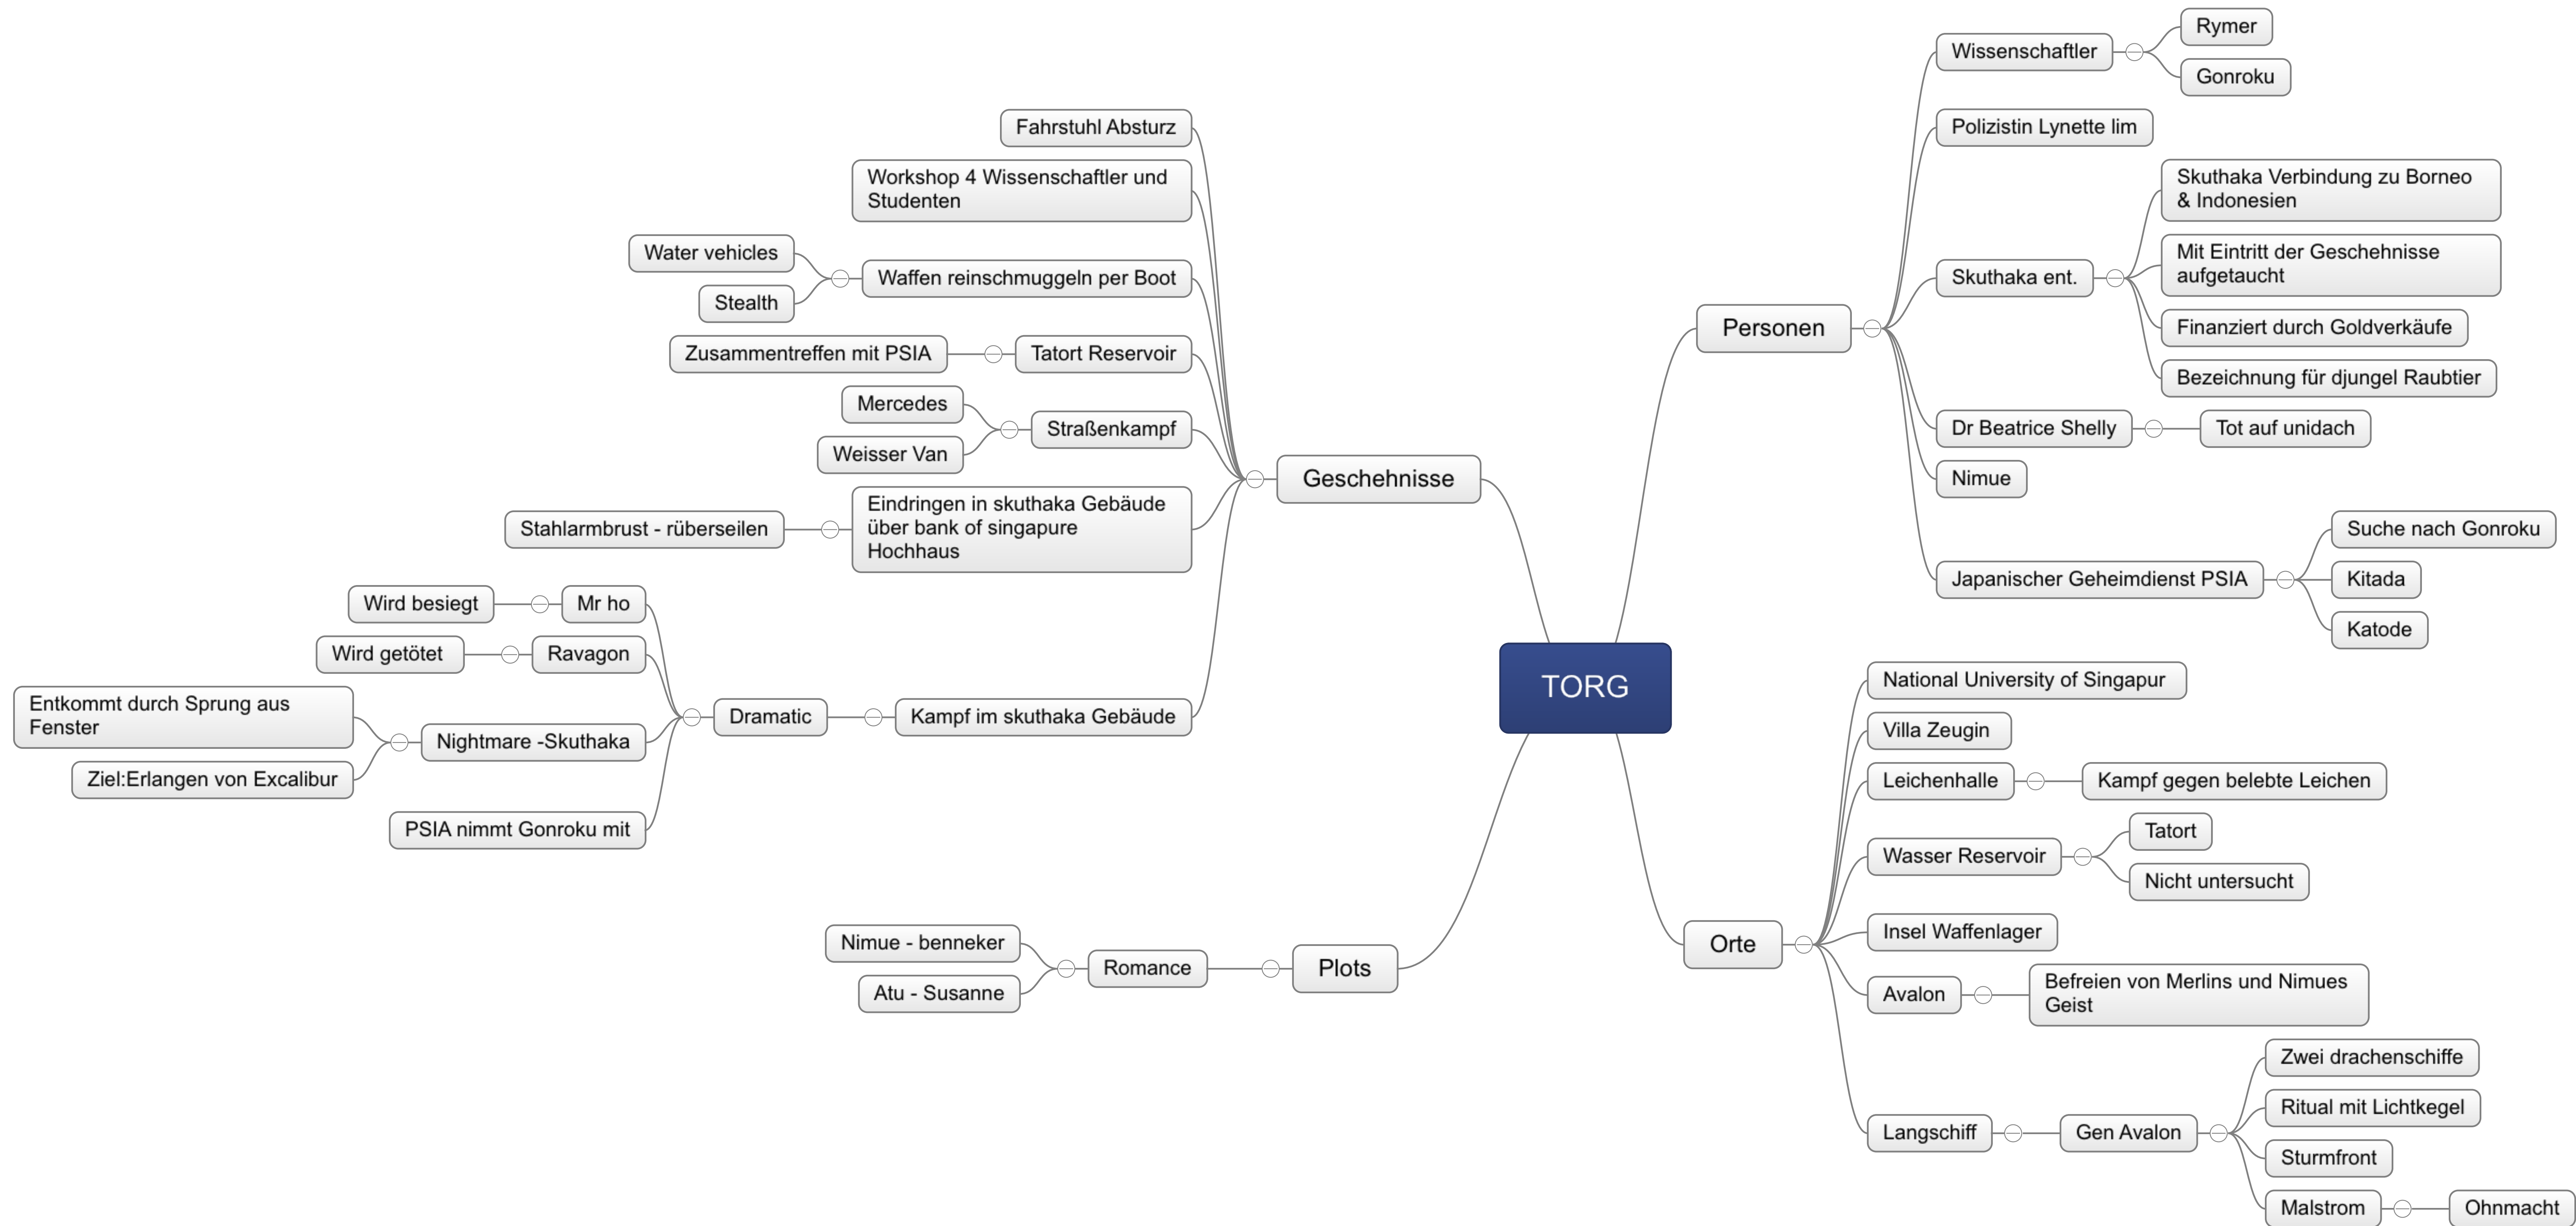 TORG
Personen
Wissenschaftler
Rymer
Gonroku
Polizistin Lynette lim
Skuthaka ent.
Skuthaka Verbindung zu Borneo
& Indonesien
Mit Eintritt der Geschehnisse
aufgetaucht
Finanziert durch Goldverkäufe
Bezeichnung für djungel Raubtier
Dr Beatrice Shelly
Tot auf unidach
Nimue
Japanischer Geheimdienst PSIA
Suche nach Gonroku
Kitada
Katode
Orte
National University of Singapur
Villa Zeugin
Leichenhalle
Kampf gegen belebte Leichen
Wasser Reservoir
Tatort
Nicht untersucht
Insel Waffenlager
Avalon
Befreien von Merlins und Nimues
Geist
Langschiff
Gen Avalon
Zwei drachenschiffe
Ritual mit Lichtkegel
Sturmfront
Malstrom
Ohnmacht
Geschehnisse
Fahrstuhl Absturz
Workshop 4 Wissenschaftler und
Studenten
Waffen reinschmuggeln per Boot
Water vehicles
Stealth
Tatort Reservoir
Zusammentreffen mit PSIA
Straßenkampf
Mercedes
Weisser Van
Eindringen in skuthaka Gebäude
über bank of singapure
Hochhaus
Stahlarmbrust - rüberseilen
Kampf im skuthaka Gebäude
Dramatic
Mr ho
Wird besiegt
Ravagon
Wird getötet
Nightmare -Skuthaka
Entkommt durch Sprung aus
Fenster
Ziel:Erlangen von Excalibur
PSIA nimmt Gonroku mit
Plots
Romance
Nimue - benneker
Atu - Susanne